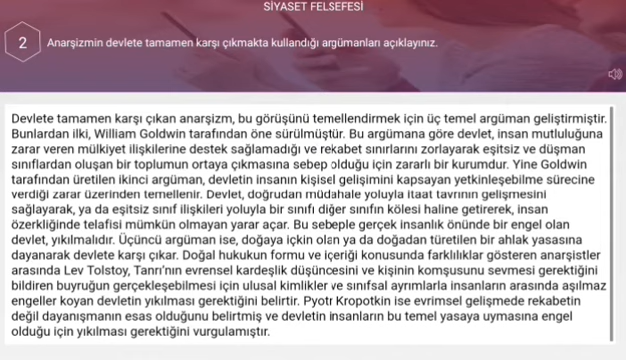 SİYASET FELSEFESİ
2 Anarşizmin devlete tamamen karşı çıkmakta kullandığı argümanları açıklayınız.
Devlete tamamen karşı çıkan anarşizm, bu görüşünü temellendirmek için üç temel argüman geliştirmiştir.
Bunlardan ilki, William Goldwin tarafından öne sürülmüştür. Bu argümana göre devlet, insan mutluluğuna
zarar veren mülkiyet ilişkilerine destek sağlamadığı ve rekabet sınırlarını zorlayarak eşitsiz ve düşman
sınıflardan oluşan bir toplumun ortaya çıkmasına sebep olduğu için zararlı bir kurumdur. Yine Goldwin
tarafından üretilen ikinci argüman, devletin insanın kişisel gelişimini kapsayan yetkinleşebilme sürecine
verdiği zarar üzerinden temellenir. Devlet, doğrudan müdahale yoluyla itaat tavrının gelişmesini
sağlayarak, ya da eşitsiz sınıf ilişkileri yoluyla bir sınıfı diğer sınıfın kölesi haline getirerek, insan
özerkliğinde telafisi mümkün olmayan yarar açar. Bu sebeple gerçek insanlık önünde bir engel olan
devlet, yıkılmalıdır. Üçüncü argüman ise, doğaya içkin olan ya da doğadan türetilen bir ahlak yasasına
dayanarak devlete karşı çıkar. Doğal hukukun formu ve içeriği konusunda farklılıklar gösteren anarşistler
arasında Lev Tolstoy, Tanrı'nın evrensel kardeşlik düşüncesini ve kişinin komşusunu sevmesi gerektiğini
bildiren buyruğun gerçekleşebilmesi için ulusal kimlikler ve sınıfsal ayrımlarla insanların arasında aşılmaz
engeller koyan devletin yıkılması gerektiğini belirtir. Pyotr Kropotkin ise evrimsel gelişmede rekabetin
değil dayanışmanın esas olduğunu belirtmiş ve devletin insanların bu temel yasaya uymasına engel
olduğu için yıkılması gerektiğini vurgulamıştır.